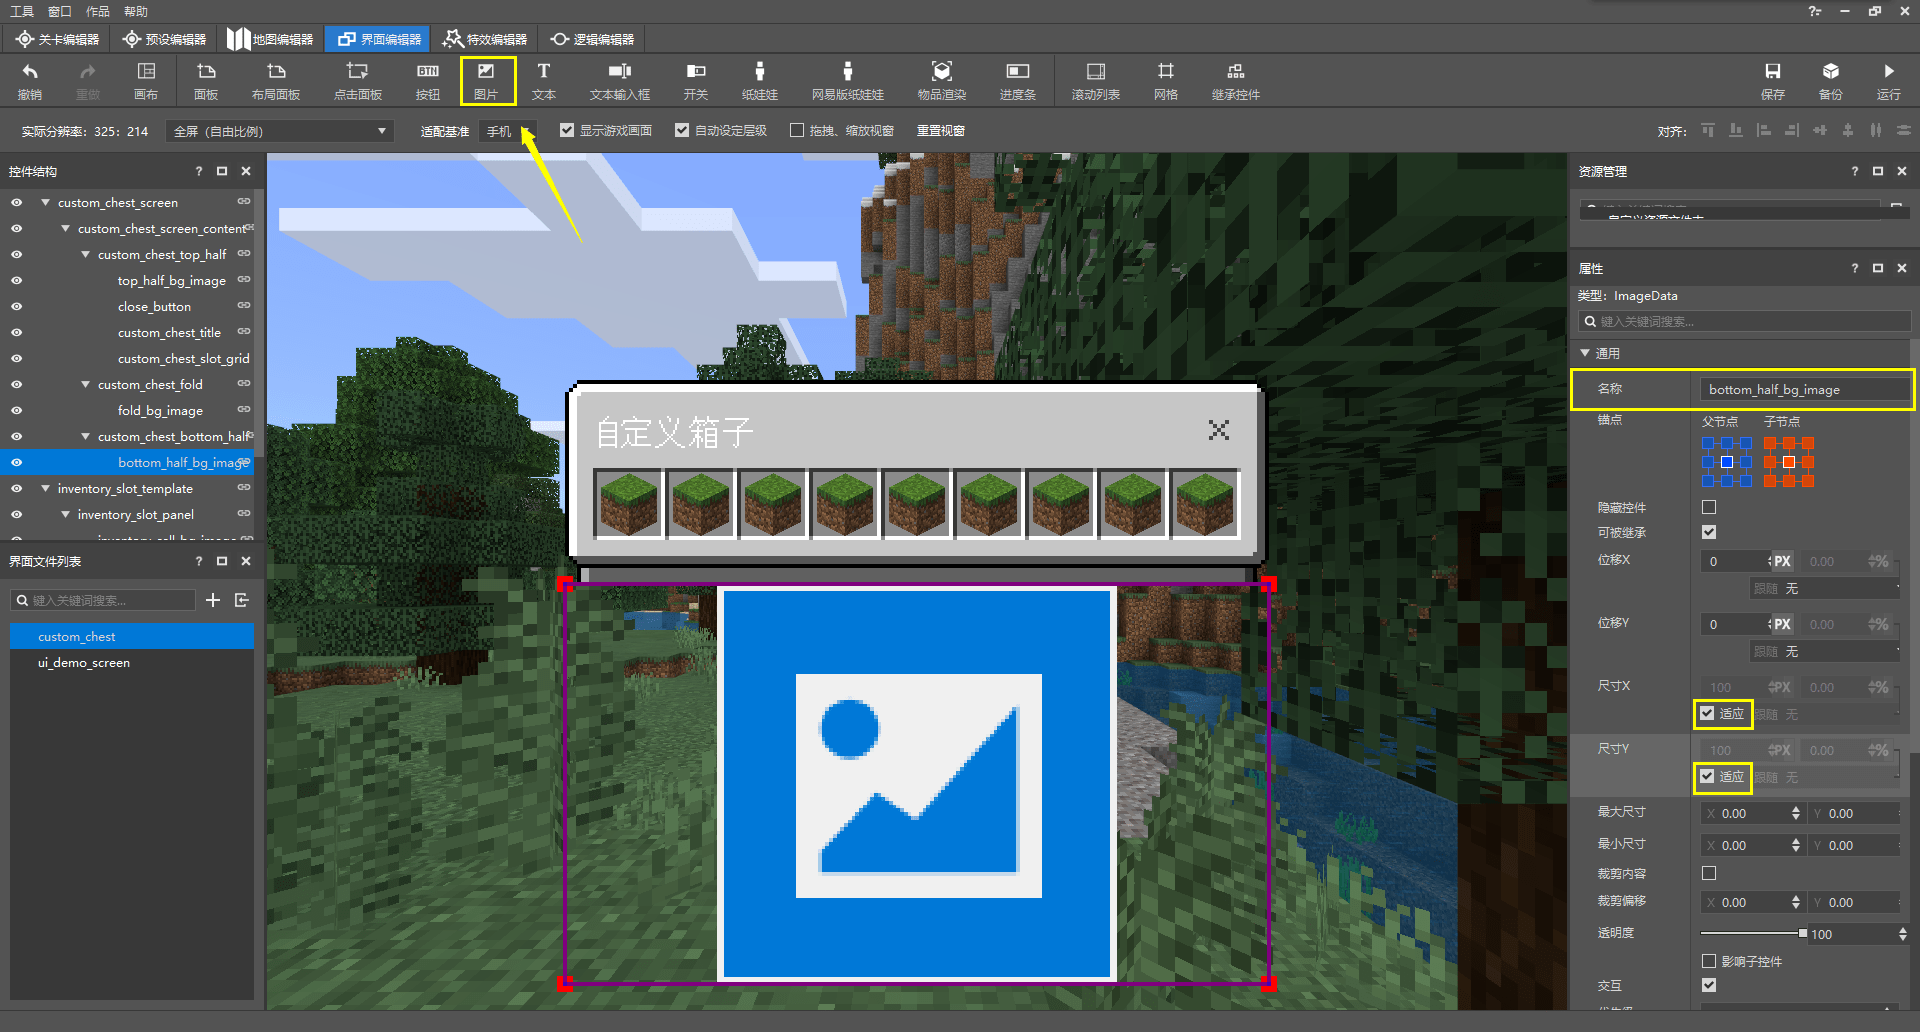 工具 窗口 作品 帮助
关卡编辑器 预设编辑器 地图编辑器 界面编辑器 特效编辑器 逻辑编辑器
BTN T
撤销 重做 画布 面板 布局面板 点击面板 按钮 图片 文本 文本输入框 开关 纸娃娃 网易版纸娃娃 物品渲染 进度条 滚动列表 网格 继承控件 保存 备份 运行
实际分辨率：325：214 全屏（自由比例） 适配基准 手机 显示游戏画面 自动设定层级 拖拽、缩放视窗 重置视窗 对齐：
控件结构 ?
custom_chest_screen
custom_chest_screen_content
custom_chest_top_half
top_half_bg_image
close_button
custom_chest_title
custom_chest_slot_grid
custom_chest_fold
fold_bg_image
custom_chest_bottom_half
bottom_half_bg_image
inventory_slot_template
inventory_slot_panel
界面文件列表 ?
键入关键词搜索...
custom_chest
ui_demo_screen
自定义箱子
资源管理 ?
属性 ?
类型：ImageData
键入关键词搜索...
通用
名称 bottom_half_bg_image
锚点 父节点 子节点
隐藏控件
可被继承
位移X 0 PX 0.00 %
跟随 无
位移Y 0 PX 0.00 %
跟随 无
尺寸X 100 PX 0.00 %
适应 跟随 无
尺寸Y 100 PX 0.00 %
适应 跟随 无
最大尺寸 X 0.00 Y 0.00
最小尺寸 X 0.00 Y 0.00
裁剪内容
裁剪偏移 X 0.00 Y 0.00
透明度 100
影响子控件
交互